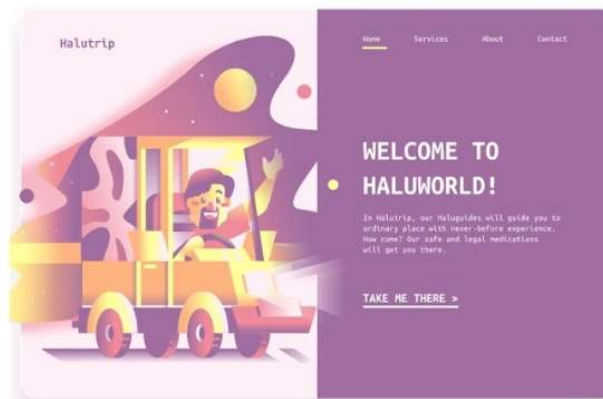 Halutrip
Home Services About Contact
WELCOME TO
HALUWORLD!
In Halutrip, our Haluguides will guide you to
ordinary place with never-before experience.
How come? Our safe and legal medications
will get you there.
TAKE ME THERE >